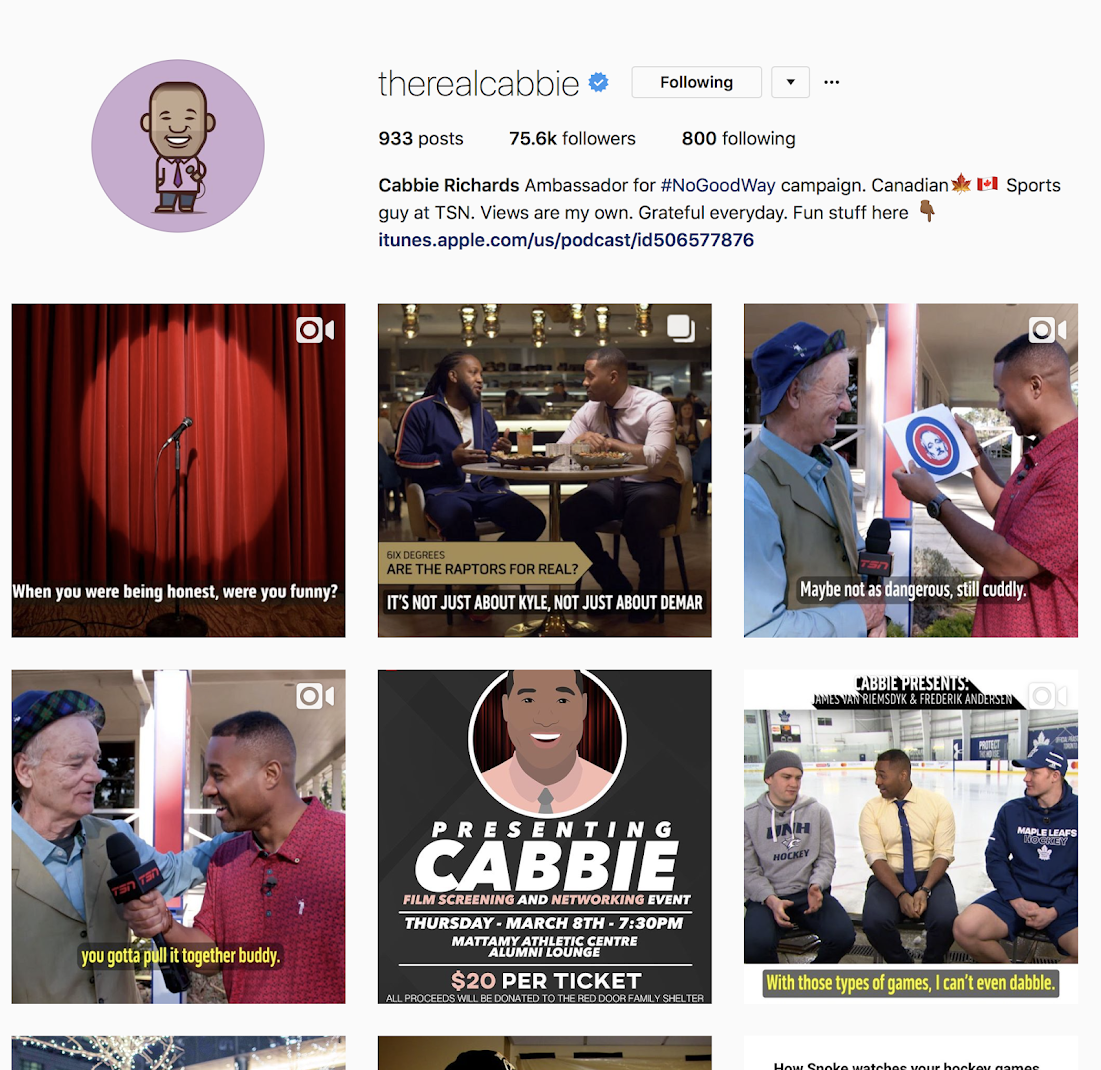 therealcabbie
Following
933 posts 75.6k followers 800 following
Cabbie Richards Ambassador for #NoGoodWay campaign. Canadian🍁 🇨🇦 Sports
guy at TSN. Views are my own. Grateful everyday. Fun stuff here 👇🏾
itunes.apple.com/us/podcast/id506577876
When you were being honest, were you funny?
6IX DEGREES
ARE THE RAPTORS FOR REAL?
IT'S NOT JUST ABOUT KYLE, NOT JUST ABOUT DEMAR
TSN
Maybe not as dangerous, still cuddly.
TSN TSN
you gotta pull it together buddy.
PRESENTING
CABBIE
FILM SCREENING AND NETWORKING EVENT
THURSDAY - MARCH 8TH - 7:30PM
MATTAMY ATHLETIC CENTRE
ALUMNI LOUNGE
$20 PER TICKET
ALL PROCEEDS WILL BE DONATED TO THE RED DOOR FAMILY SHELTER
CABBIE PRESENTS:
JAMES VAN RIEMSDYK & FREDERIK ANDERSEN
PROTECT
THE HOUSE
UNH
HOCKEY
MAPLE LEAFS
HOCKEY
With those types of games, I can't even dabble.
How Snoke watches your hockey games